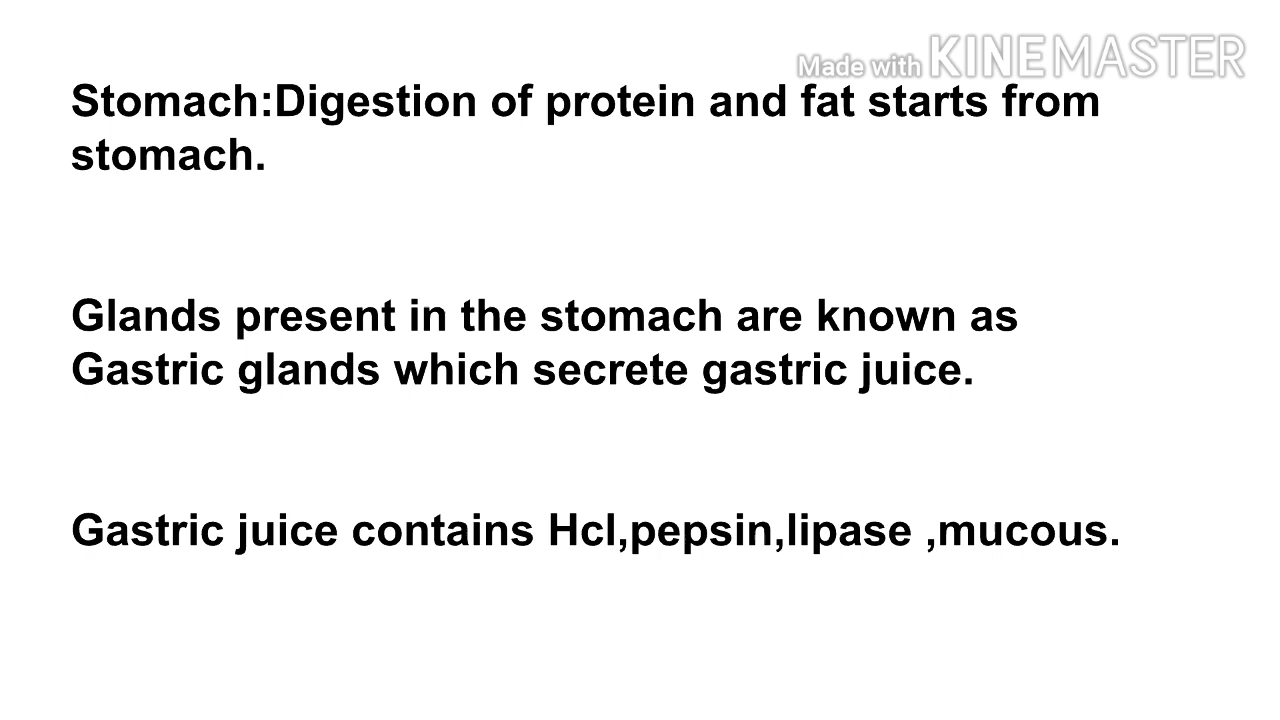 Made with KINEMASTER
Stomach:Digestion of protein and fat starts from
stomach.
Glands present in the stomach are known as
Gastric glands which secrete gastric juice.
Gastric juice contains Hcl,pepsin,lipase ,mucous.